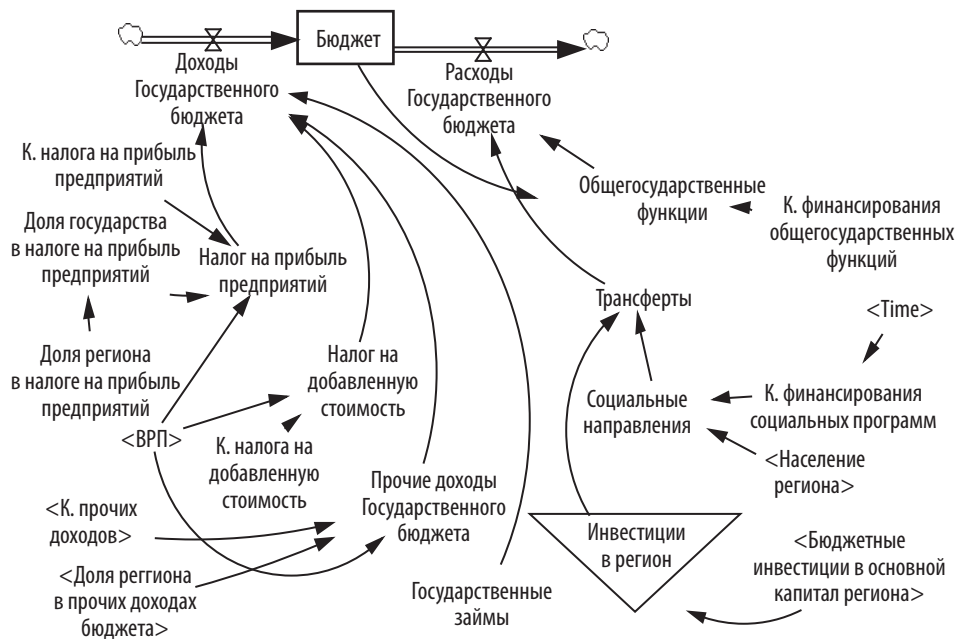 Бюджет
Доходы
Государственного
бюджета
Расходы
Государственного
бюджета
К. налога на прибыль
предприятий
Общегосударственные
функции
К. финансирования
общегосударственных
функций
Доля государства
в налоге на прибыль
предприятий
Налог на прибыль
предприятий
Трансферты
<Time>
Доля региона
в налоге на прибыль
предприятий
Налог на
добавленную
стоимость
Социальные
направления
К. финансирования
социальных программ
<ВРП>
К. налога на
добавленную
стоимость
<Население
региона>
Прочие доходы
Государственного
бюджета
<К. прочих
доходов>
Инвестиции
в регион
<Бюджетные
инвестиции в основной
капитал региона>
<Доля реггиона
в прочих доходах
бюджета>
Государственные
займы